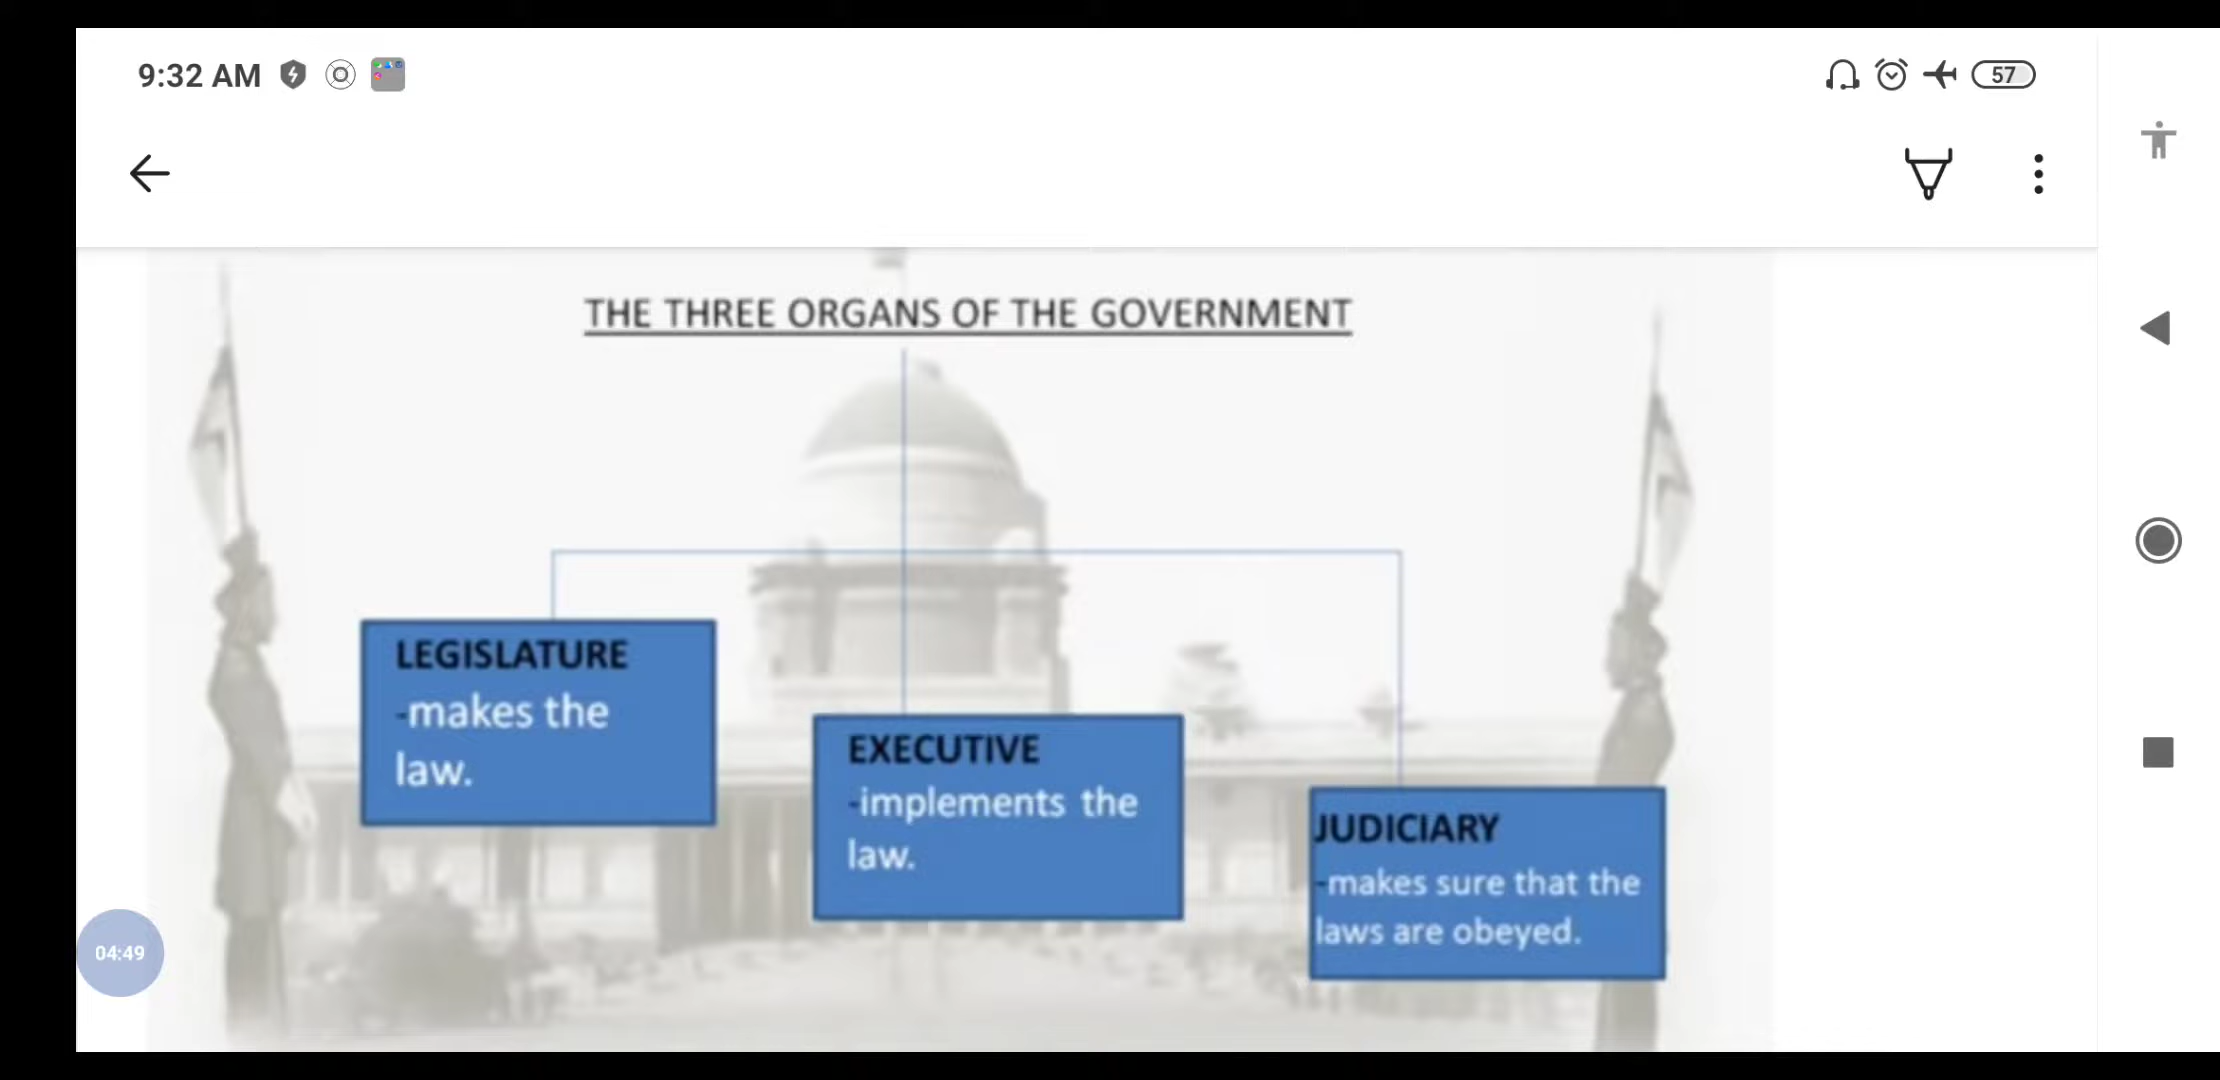 9:32 AM
57
THE THREE ORGANS OF THE GOVERNMENT
LEGISLATURE
-makes the
law.
EXECUTIVE
-implements the
law.
JUDICIARY
-makes sure that the
laws are obeyed.
04:49